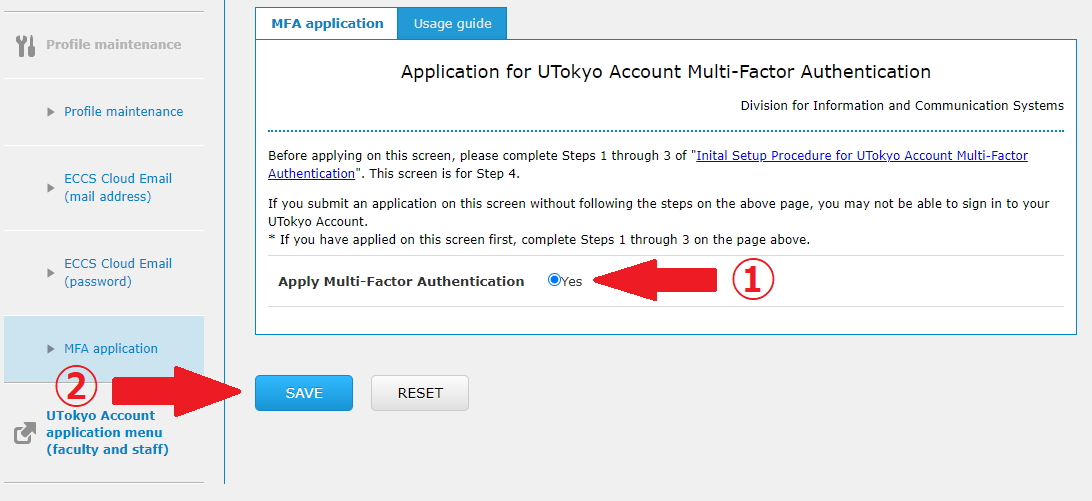 Profile maintenance
Profile maintenance
ECCS Cloud Email
(mail address)
ECCS Cloud Email
(password)
MFA application
②
UTokyo Account
application menu
(faculty and staff)
MFA application
Usage guide
Application for UTokyo Account Multi-Factor Authentication
Division for Information and Communication Systems
Before applying on this screen, please complete Steps 1 through 3 of "Inital Setup Procedure for UTokyo Account Multi-Factor
Authentication". This screen is for Step 4.
If you submit an application on this screen without following the steps on the above page, you may not be able to sign in to your
UTokyo Account.
* If you have applied on this screen first, complete Steps 1 through 3 on the page above.
Apply Multi-Factor Authentication Yes ①
SAVE RESET